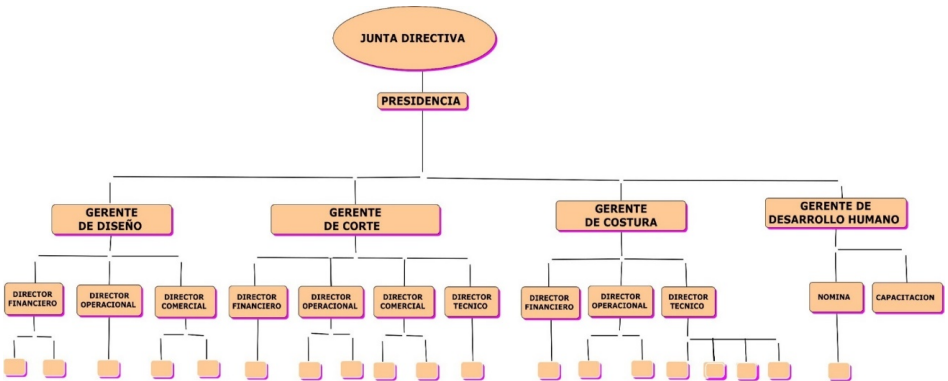 JUNTA DIRECTIVA
PRESIDENCIA
GERENTE
DE DISEÑO
GERENTE
DE CORTE
GERENTE
DE COSTURA
GERENTE DE
DESARROLLO HUMANO
DIRECTOR
FINANCIERO
DIRECTOR
OPERACIONAL
DIRECTOR
COMERCIAL
DIRECTOR
FINANCIERO
DIRECTOR
OPERACIONAL
DIRECTOR
COMERCIAL
DIRECTOR
TECNICO
DIRECTOR
FINANCIERO
DIRECTOR
OPERACIONAL
DIRECTOR
TECNICO
NOMINA
CAPACITACION